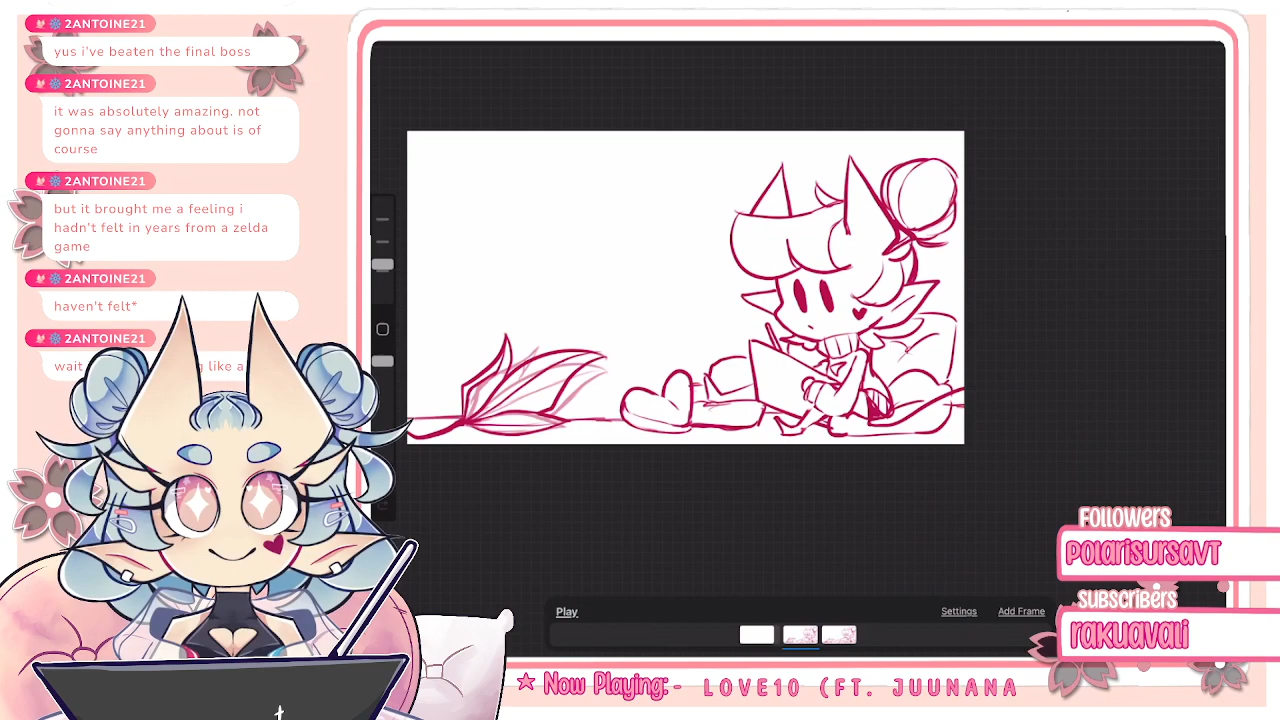 2ANTOINE21
yus i've beaten the final boss
2ANTOINE21
it was absolutely amazing. not
gonna say anything about is of
course
2ANTOINE21
but it brought me a feeling i
hadn't felt in years from a zelda
game
2ANTOINE21
haven't felt*
2ANTOINE21
wait like a
Followers
PolarisursaVT
Subscribers
rakuavali
Play
Settings
Add Frame
★ Now Playing:- LOVE10 (FT. JUUNANA